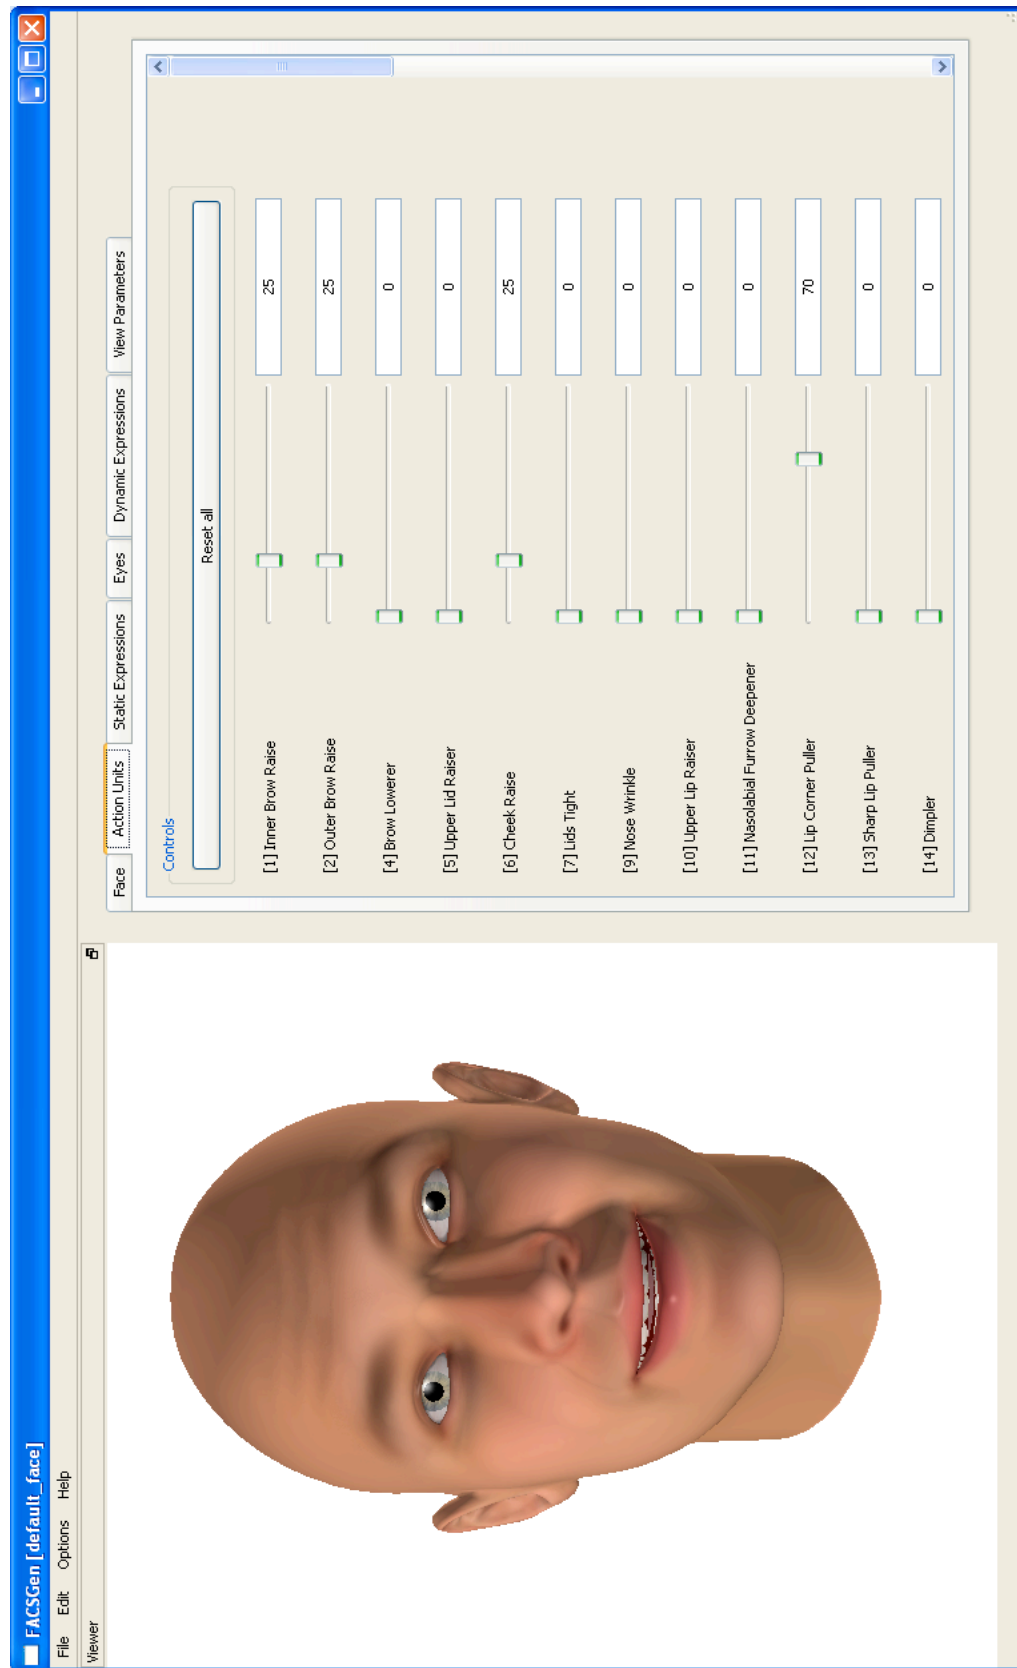 FACSGen [default_face]
File Edit Options Help
Viewer
Face Action Units Static Expressions Eyes Dynamic Expressions View Parameters
Controls
Reset all
[1] Inner Brow Raise 25
[2] Outer Brow Raise 25
[4] Brow Lowerer 0
[5] Upper Lid Raiser 0
[6] Cheek Raise 25
[7] Lids Tight 0
[9] Nose Wrinkle 0
[10] Upper Lip Raiser 0
[11] Nasolabial Furrow Deepener 0
[12] Lip Corner Puller 70
[13] Sharp Lip Puller 0
[14] Dimpler 0